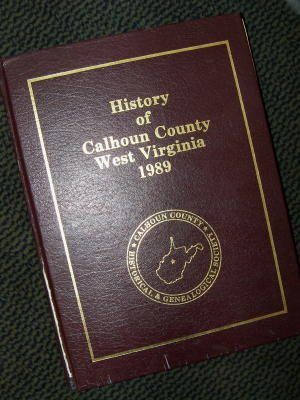 History
of
Calhoun County
West Virginia
1989
★ CALHOUN COUNTY ★
HISTORICAL & GENEALOGICAL SOCIETY